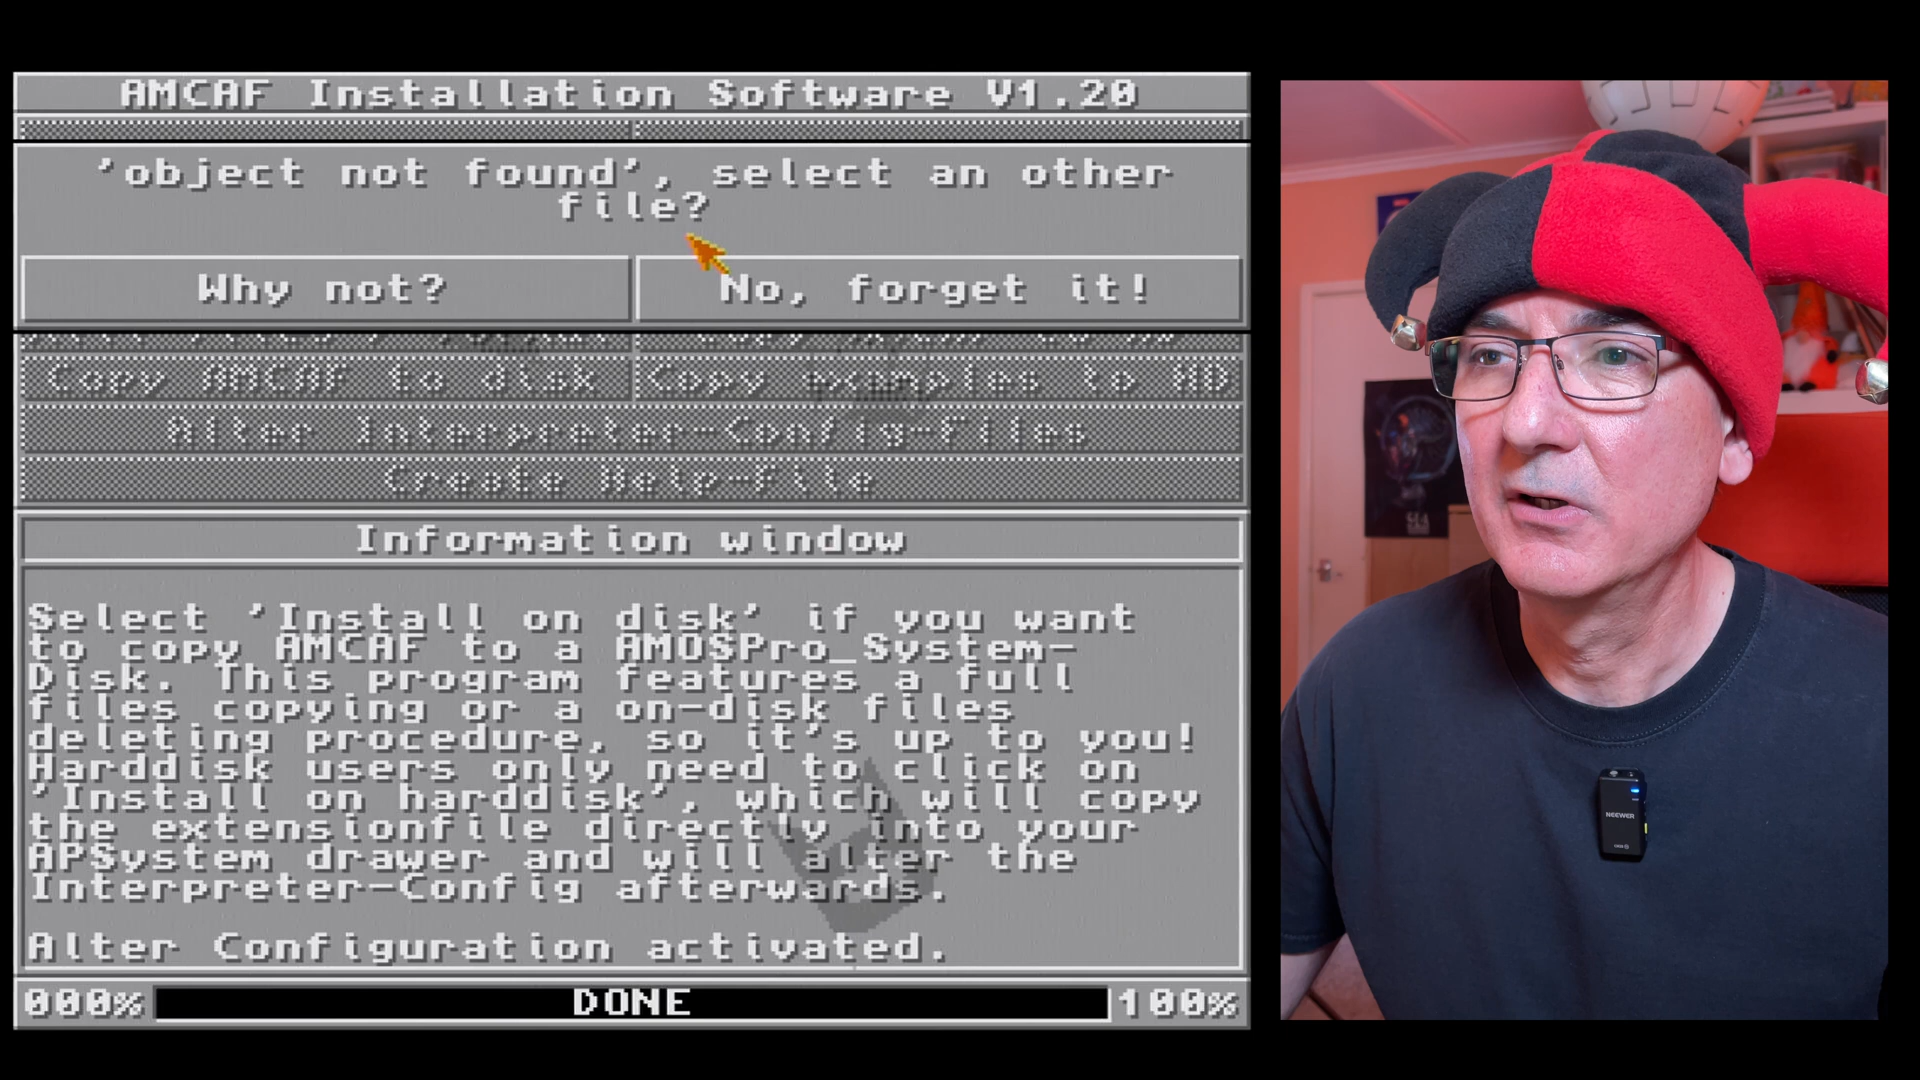 AMCAF Installation Software V1.20
'object not found', select an other
file?
Why not?
No, forget it!
Copy AMCAF to disk
Copy examples to HD
Alter Interpreter-Config-Files
Create Help-File
Information window
Select 'Install on disk' if you want
to copy AMCAF to a AMOSPro_System-
Disk. This program features a full
files copying or a on-disk files
deleting procedure, so it's up to you!
Harddisk users only need to click on
'Install on harddisk', which will copy
the extensionfile directly into your
APSystem drawer and will alter the
Interpreter-Config afterwards.
Alter Configuration activated.
000%
DONE
100%
NEEWER